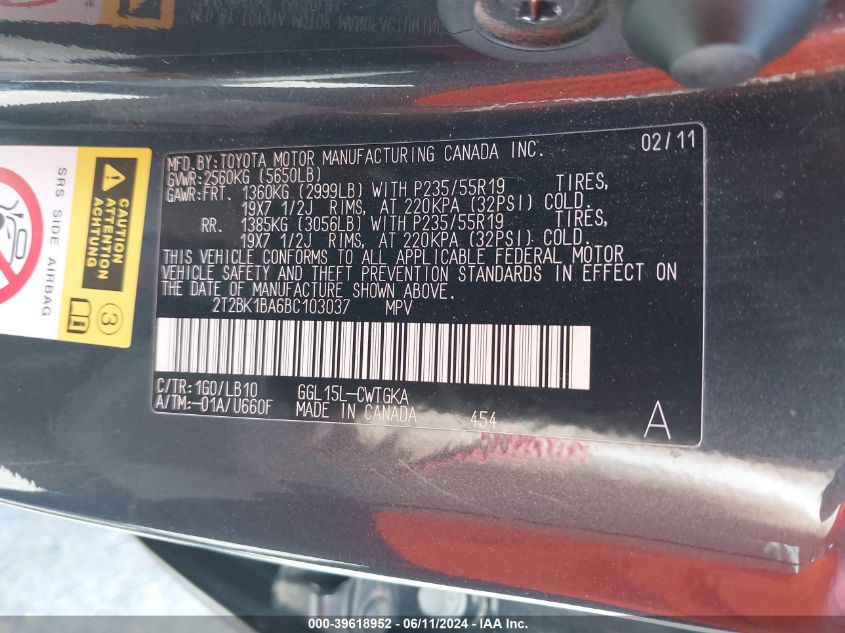 MFD.BY:TOYOTA MOTOR MANUFACTURING CANADA INC. 02/11
GVWR:2560KG (5650LB)
GAWR:FRT. 1360KG (2999LB) WITH P235/55R19 TIRES,
19X7 1/2J RIMS, AT 220KPA (32PSI) COLD.
RR. 1385KG (3056LB) WITH P235/55R19 TIRES,
19X7 1/2J RIMS, AT 220KPA (32PSI) COLD.
THIS VEHICLE CONFORMS TO ALL APPLICABLE FEDERAL MOTOR
VEHICLE SAFETY AND THEFT PREVENTION STANDARDS IN EFFECT ON
THE DATE OF MANUFACTURE SHOWN ABOVE.
2T2BK1BA6BC103037 MPV
C/TR:1G0/LB10 GGL15L-CWTGKA
A/TM:-01A/U660F MADE IN CANADA 454 A
SRS SIDE AIRBAG
CAUTION
ATTENTION
ACHTUNG
3
000-39618952 - 06/11/2024 - IAA Inc.